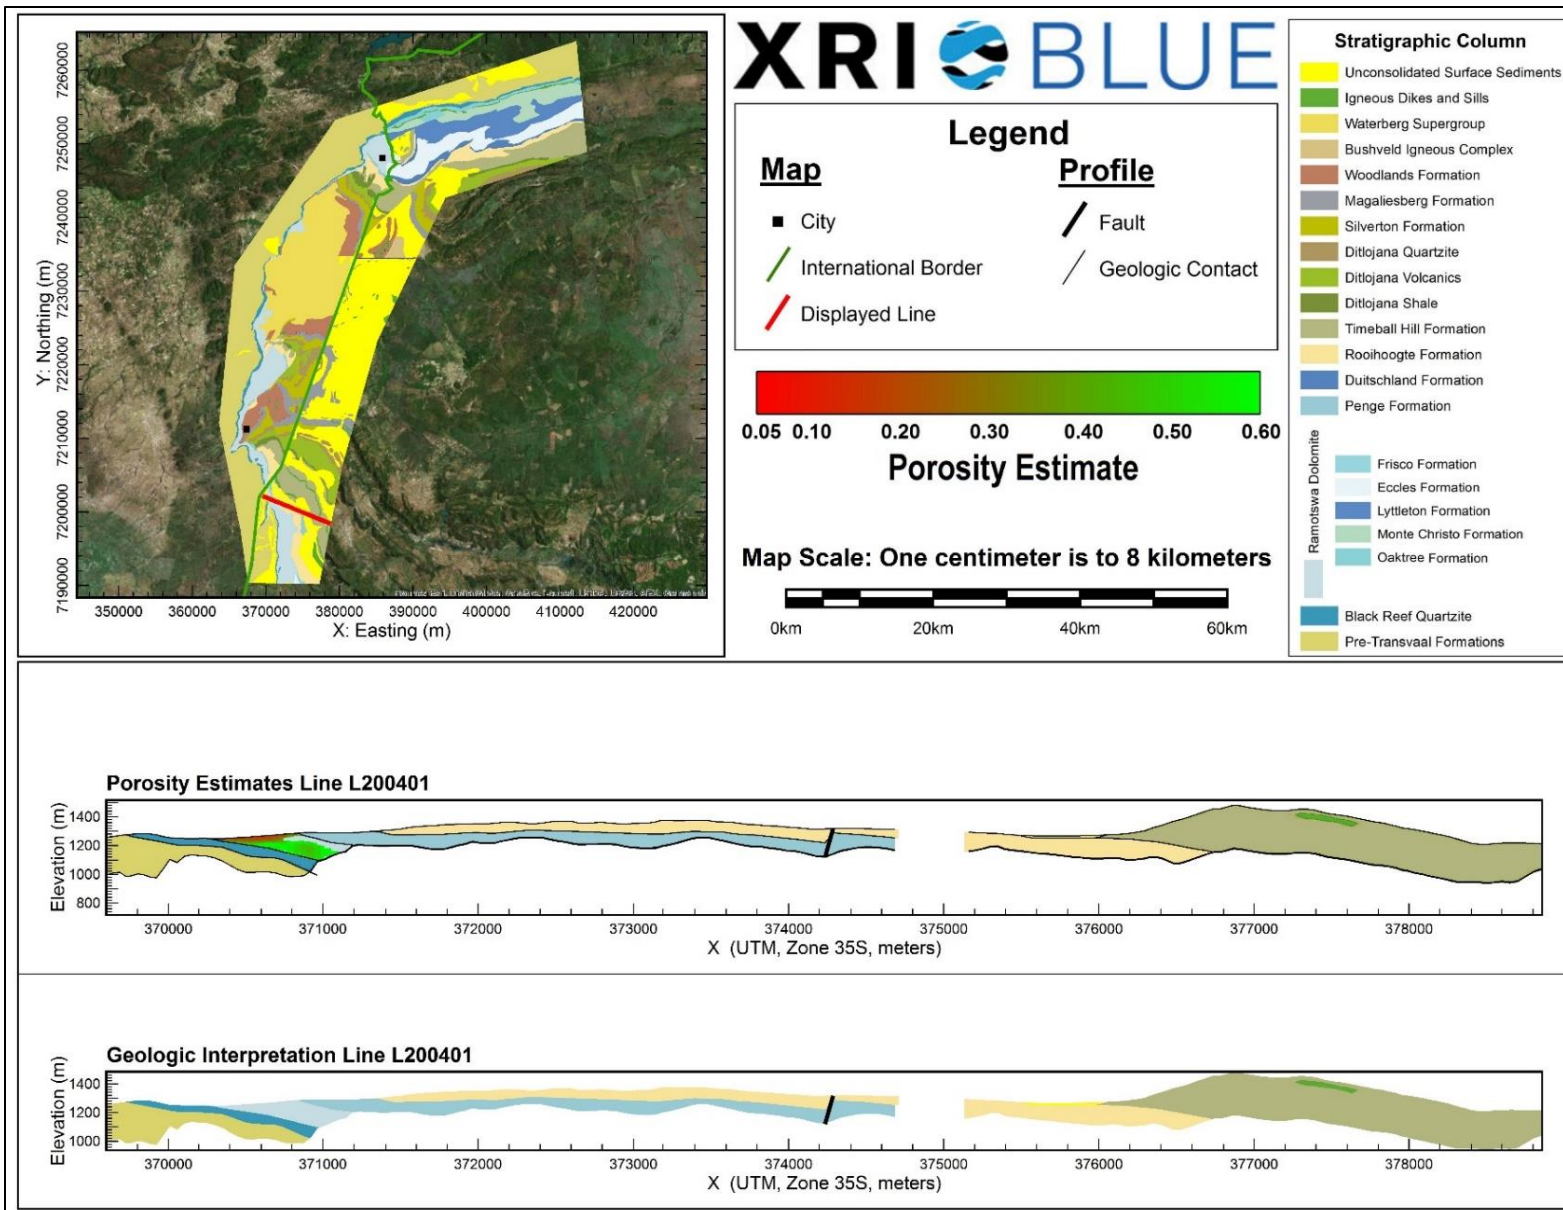 7260000
7250000
7240000
7230000
7220000
7210000
7200000
7190000
Y: Northing (m)
350000 360000 370000 380000 390000 400000 410000 420000
X: Easting (m)
XRI BLUE
Legend
Map
Profile
City
Fault
International Border
Geologic Contact
Displayed Line
0.05 0.10 0.20 0.30 0.40 0.50 0.60
Porosity Estimate
Map Scale: One centimeter is to 8 kilometers
0km 20km 40km 60km
Stratigraphic Column
Unconsolidated Surface Sediments
Igneous Dikes and Sills
Waterberg Supergroup
Bushveld Igneous Complex
Woodlands Formation
Magaliesberg Formation
Silverton Formation
Ditlojana Quartzite
Ditlojana Volcanics
Ditlojana Shale
Timeball Hill Formation
Rooihoogte Formation
Duitschland Formation
Penge Formation
Ramotswa Dolomite
Frisco Formation
Eccles Formation
Lyttleton Formation
Monte Christo Formation
Oaktree Formation
Black Reef Quartzite
Pre-Transvaal Formations
Porosity Estimates Line L200401
Elevation (m)
1400
1200
1000
800
370000 371000 372000 373000 374000 375000 376000 377000 378000
X (UTM, Zone 35S, meters)
Geologic Interpretation Line L200401
Elevation (m)
1400
1200
1000
370000 371000 372000 373000 374000 375000 376000 377000 378000
X (UTM, Zone 35S, meters)